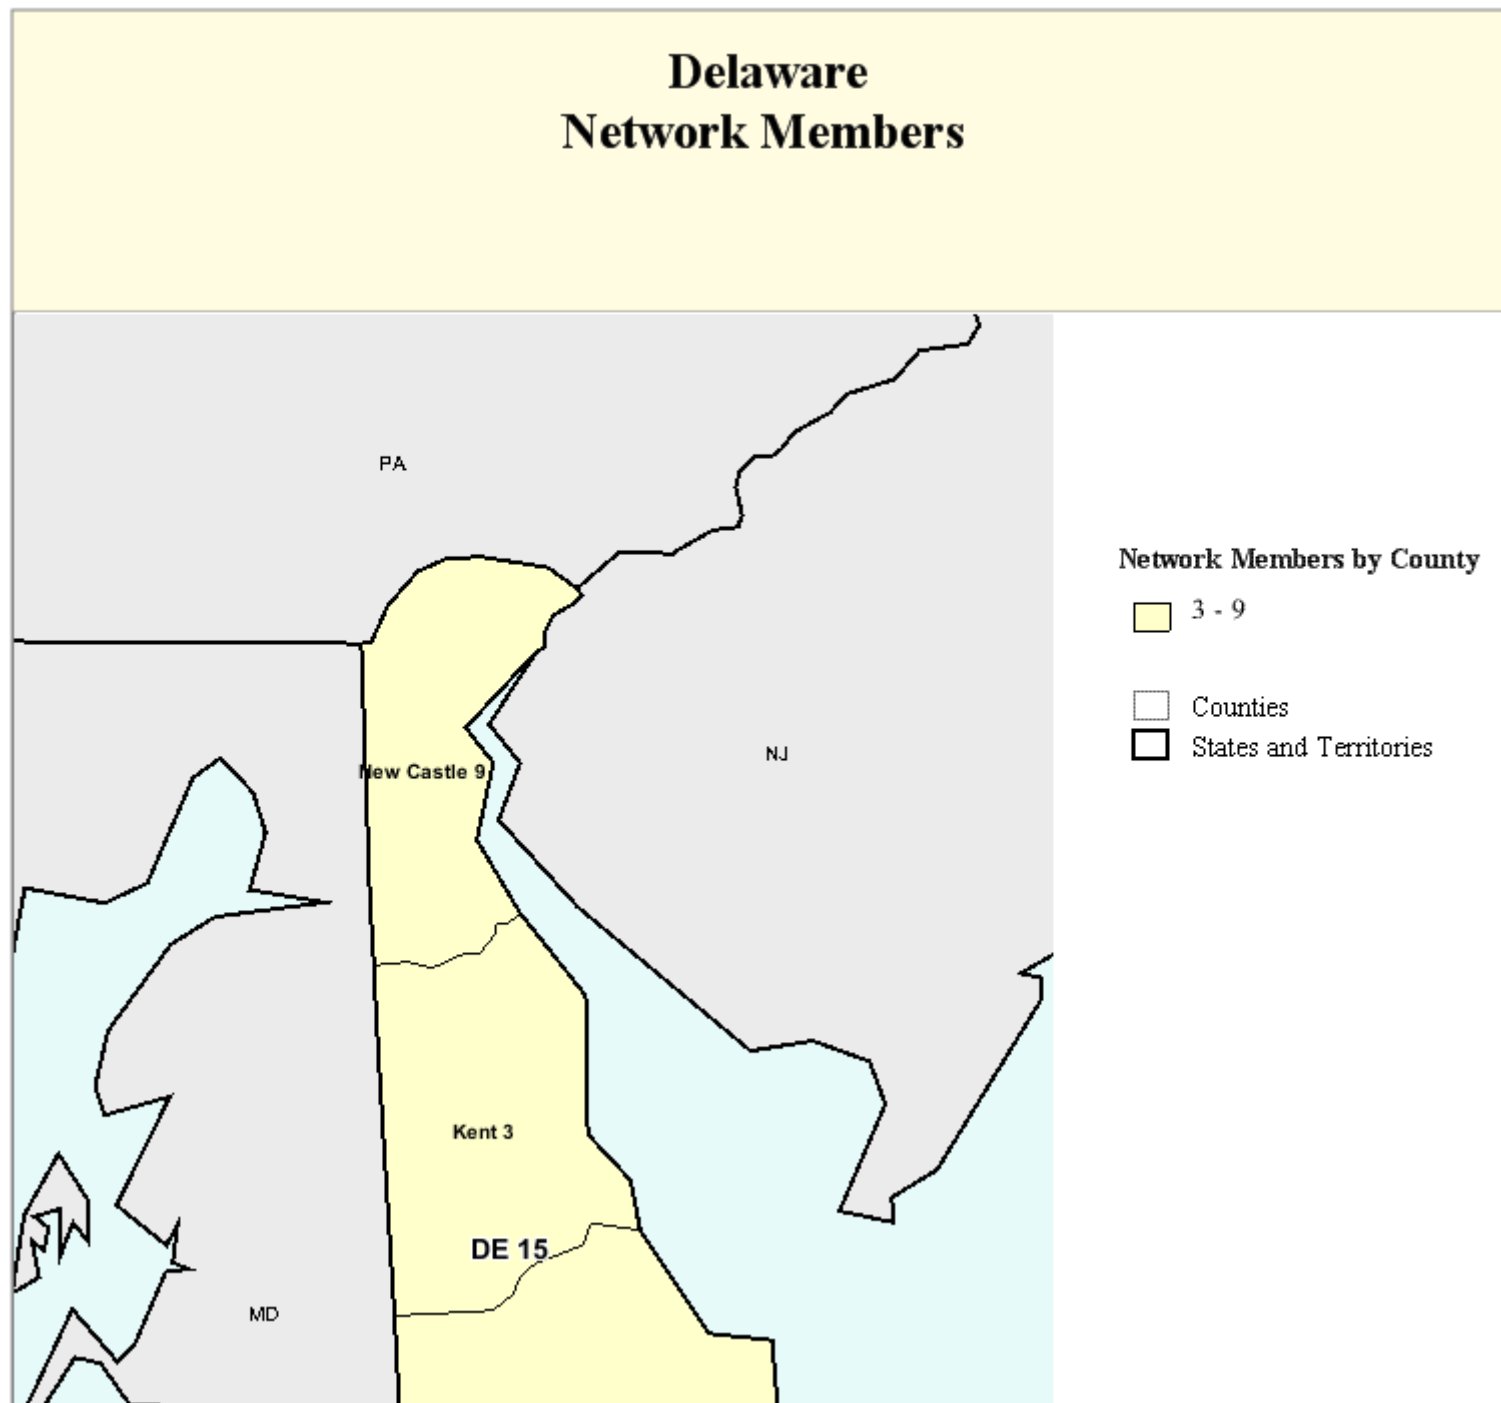 Delaware
Network Members
PA
Network Members by County
3 - 9
Counties
States and Territories
NJ
New Castle 9
Kent 3
DE 15
MD